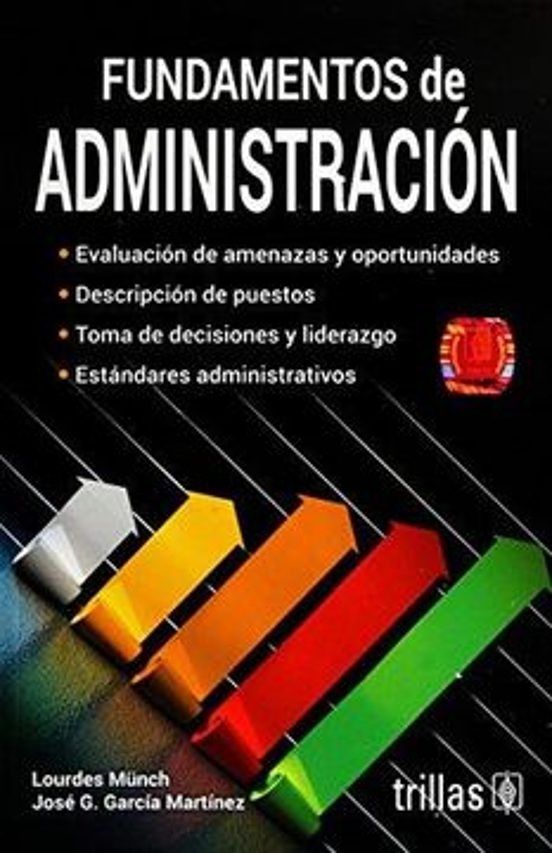 FUNDAMENTOS de
ADMINISTRACIÓN
• Evaluación de amenazas y oportunidades
• Descripción de puestos
• Toma de decisiones y liderazgo
• Estándares administrativos
Lourdes Münch
José G. García Martínez
trillas